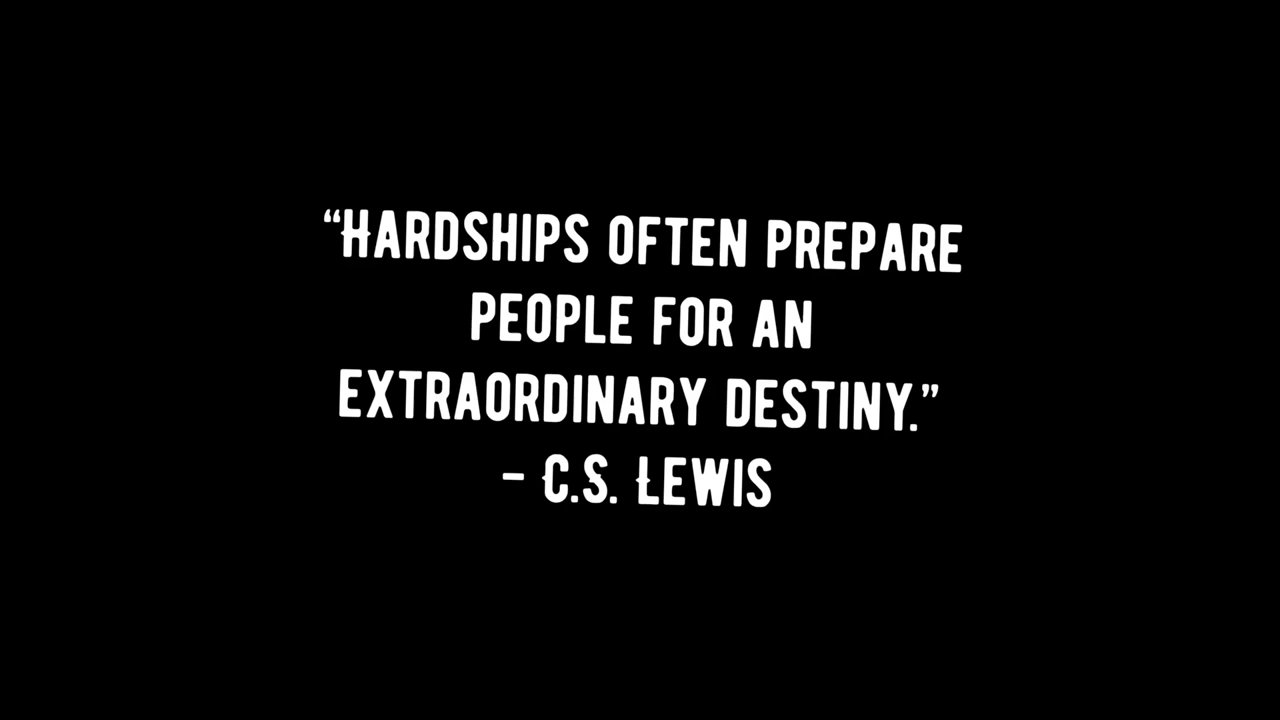 “Hardships often prepare
people for an
extraordinary destiny.”
- C.S. Lewis